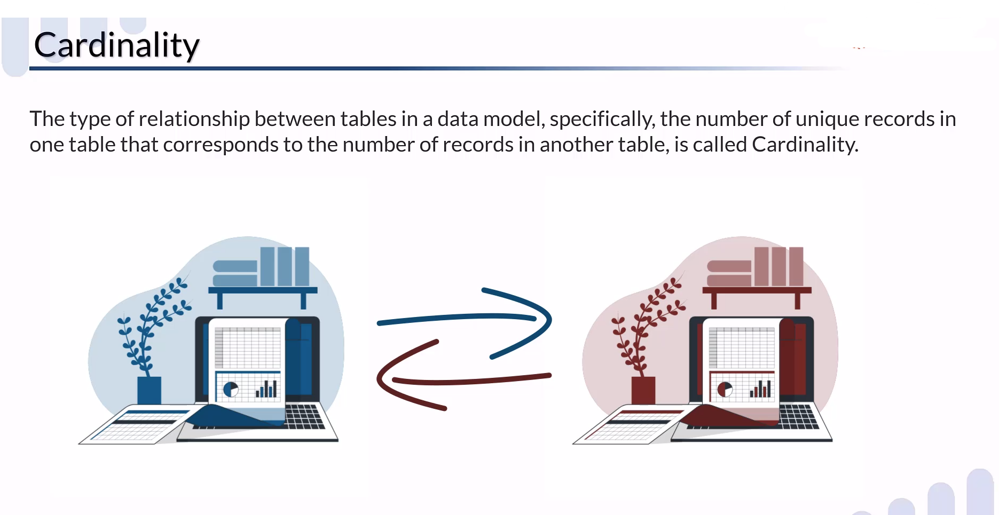 Cardinality
The type of relationship between tables in a data model, specifically, the number of unique records in
one table that corresponds to the number of records in another table, is called Cardinality.